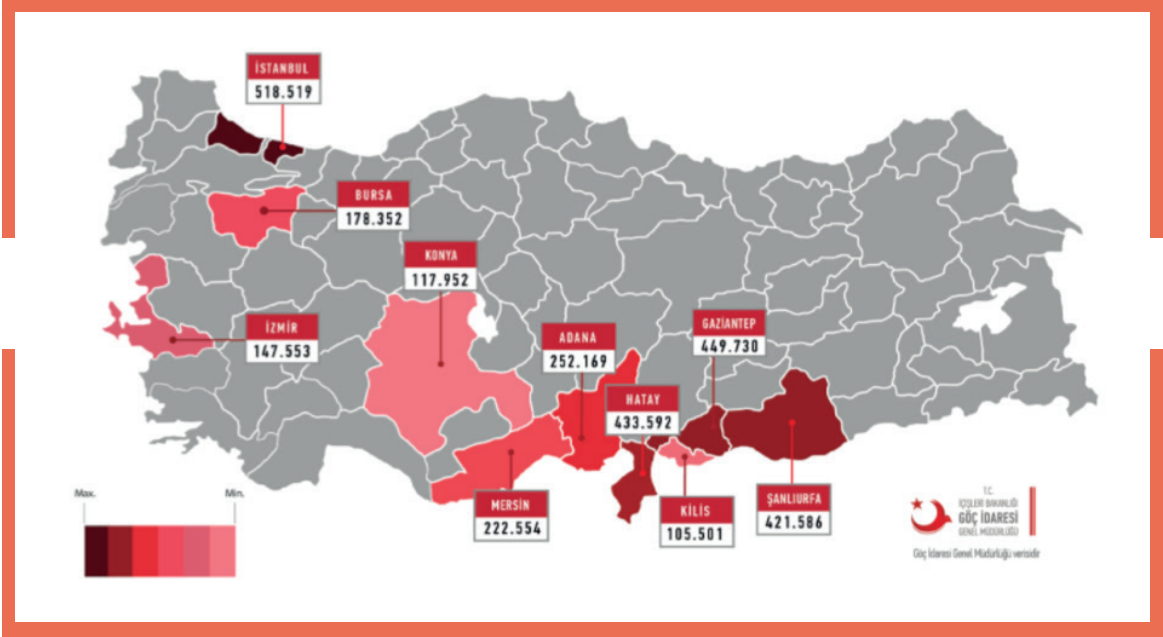 İSTANBUL
518.519
BURSA
178.352
KONYA
117.952
İZMİR
147.553
ADANA
252.169
GAZİANTEP
449.730
HATAY
433.592
MERSİN
222.554
KİLİS
105.501
ŞANLIURFA
421.586
Max.
Min.
T.C.
İÇİŞLERİ BAKANLIĞI
GÖÇ İDARESİ
GENEL MÜDÜRLÜĞÜ
Göç İdaresi Genel Müdürlüğü verisidir